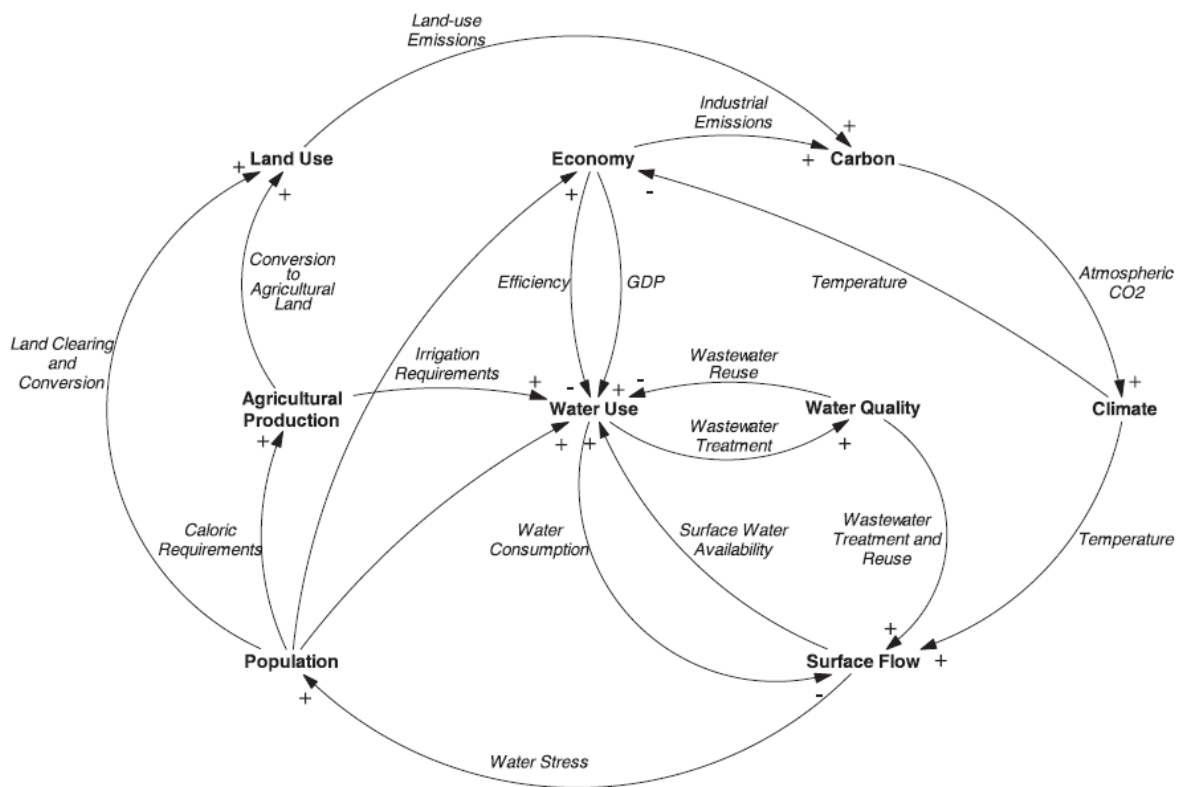 Land-use
Emissions
Industrial
Emissions
+
+
Land Use
+
Economy
+
Carbon
+
+
-
Conversion
to
Agricultural
Land
Efficiency
GDP
Temperature
Atmospheric
CO2
Land Clearing
and
Conversion
Irrigation
Requirements
Wastewater
Reuse
+
-
+
-
+
Agricultural
Production
+
Water Use
Water Quality
Climate
+
+
Wastewater
Treatment
+
Caloric
Requirements
Water
Consumption
Surface Water
Availability
Wastewater
Treatment and
Reuse
Temperature
+
Population
Surface Flow
+
+
-
Water Stress